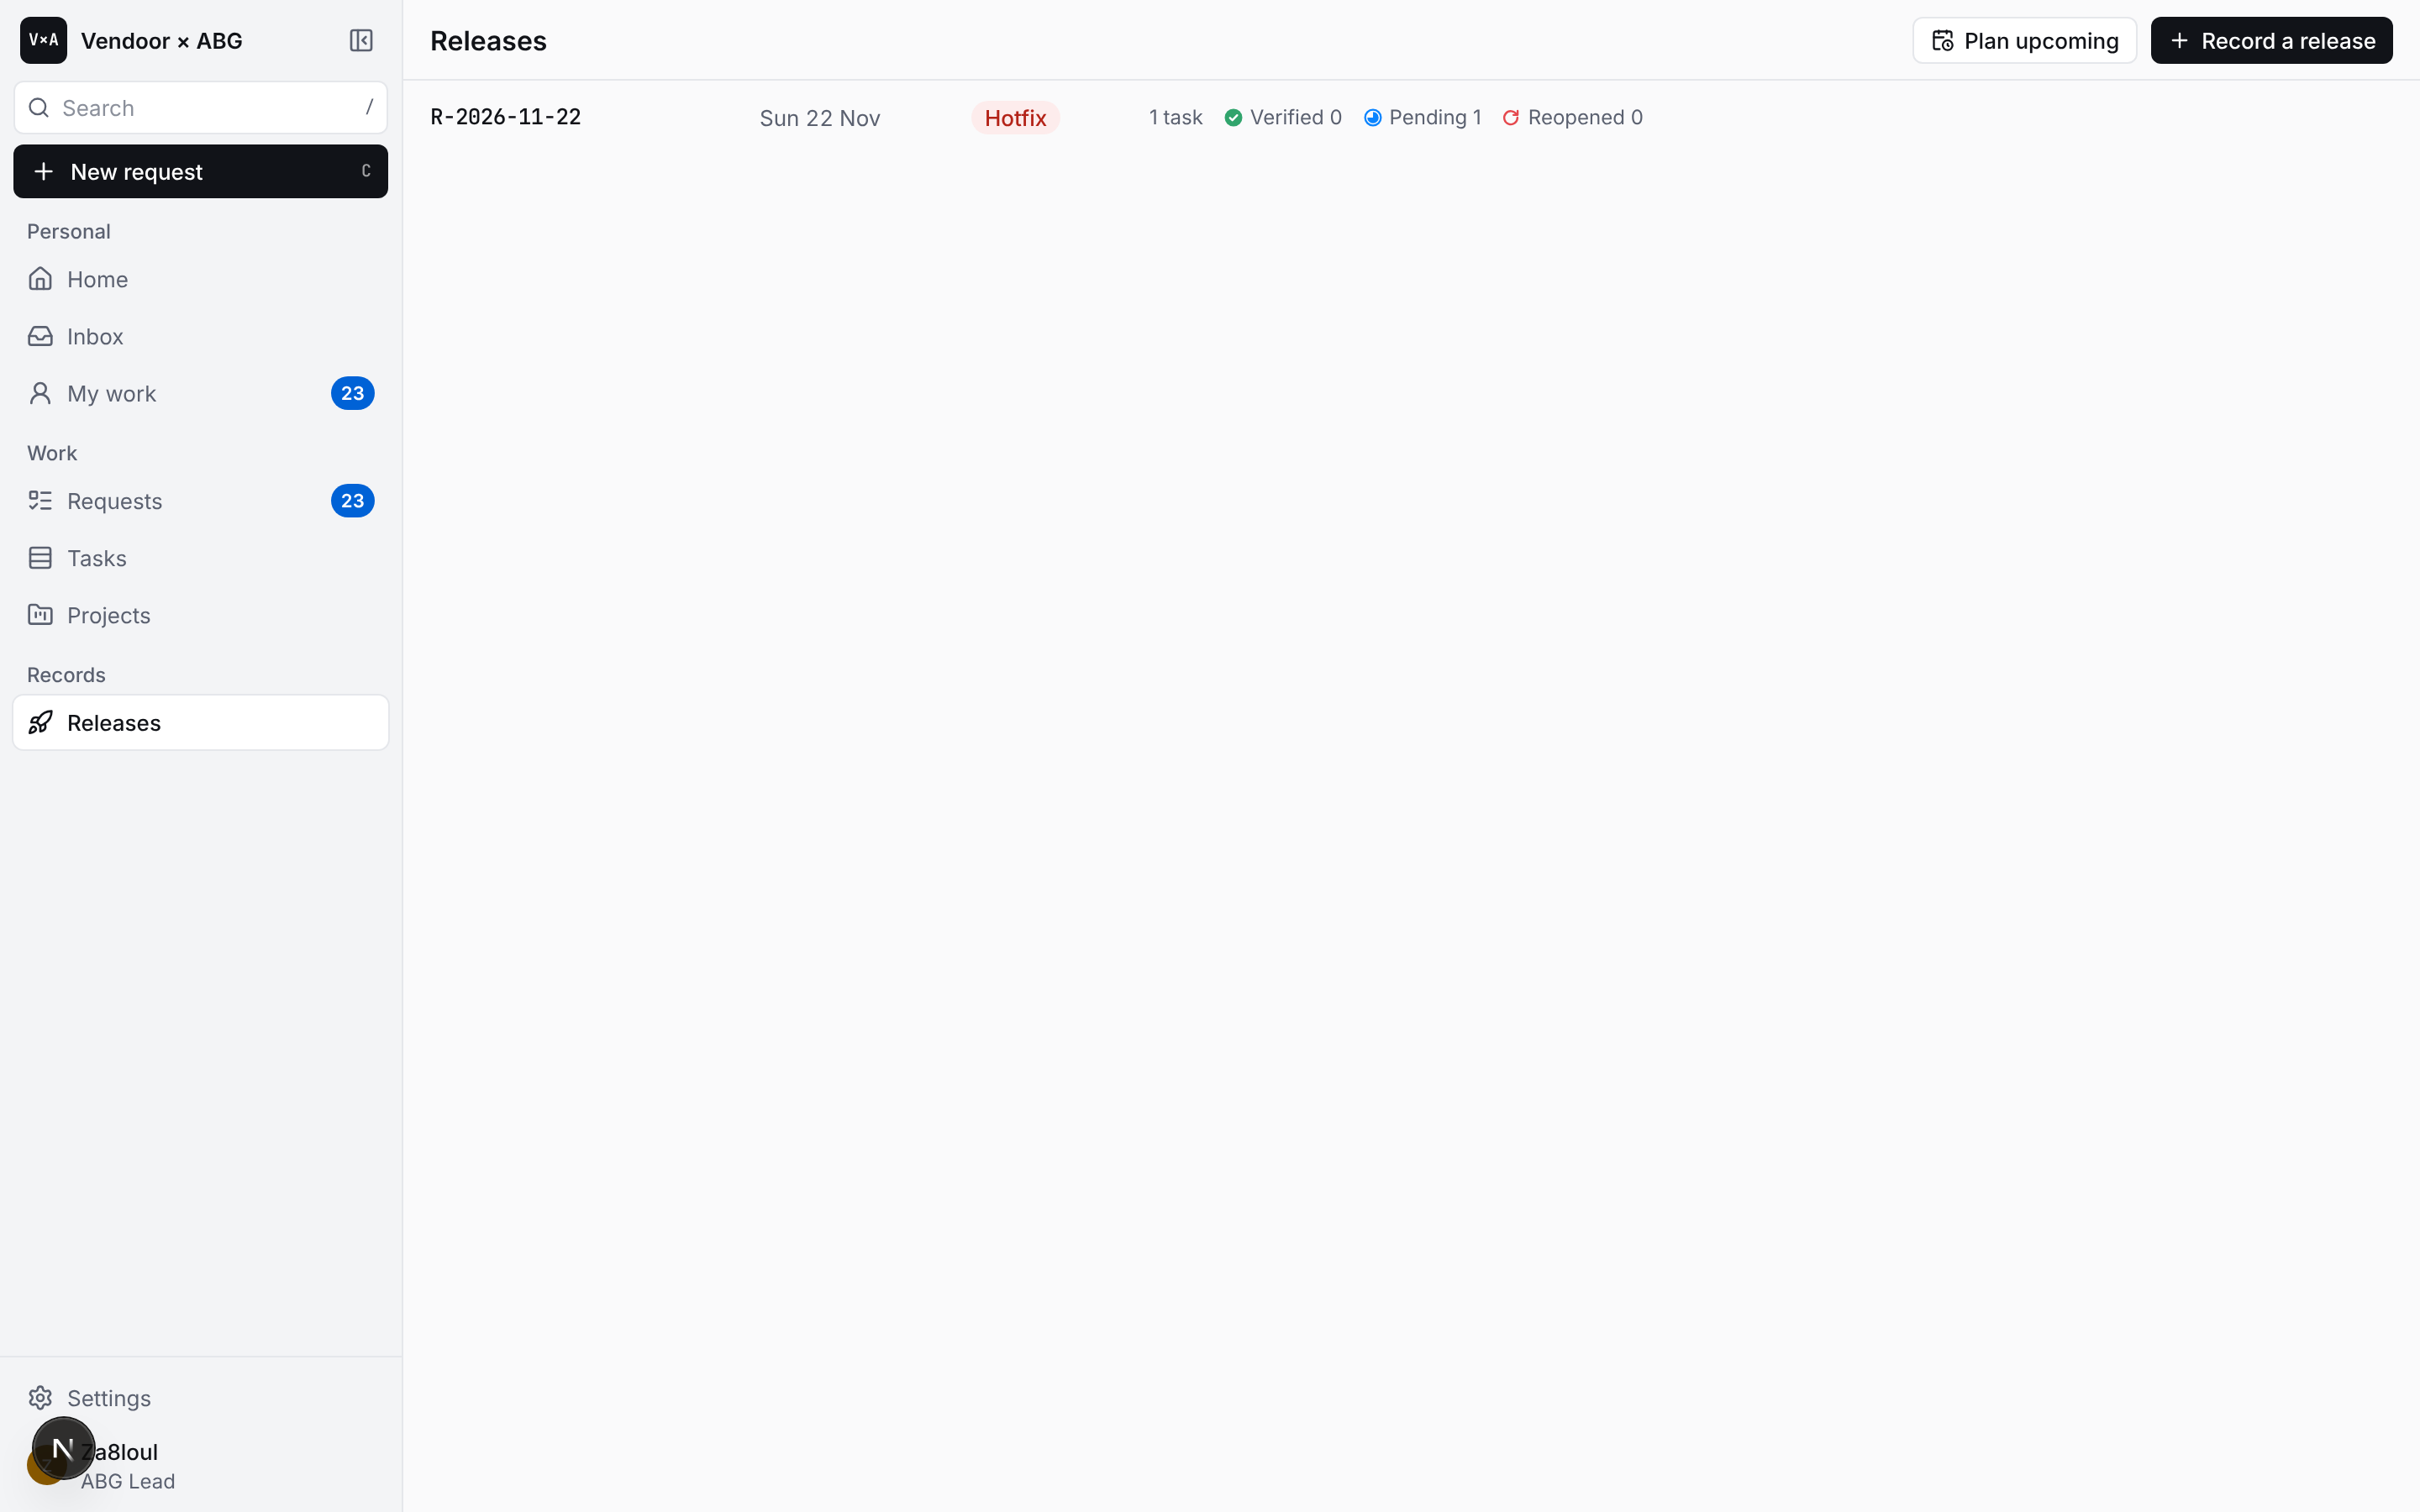 V×A Vendoor × ABG
Search /
New request C
Personal
Home
Inbox
My work 23
Work
Requests 23
Tasks
Projects
Records
Releases
Settings
N Za8loul
ABG Lead
Releases
Plan upcoming
Record a release
R-2026-11-22 Sun 22 Nov Hotfix 1 task Verified 0 Pending 1 Reopened 0